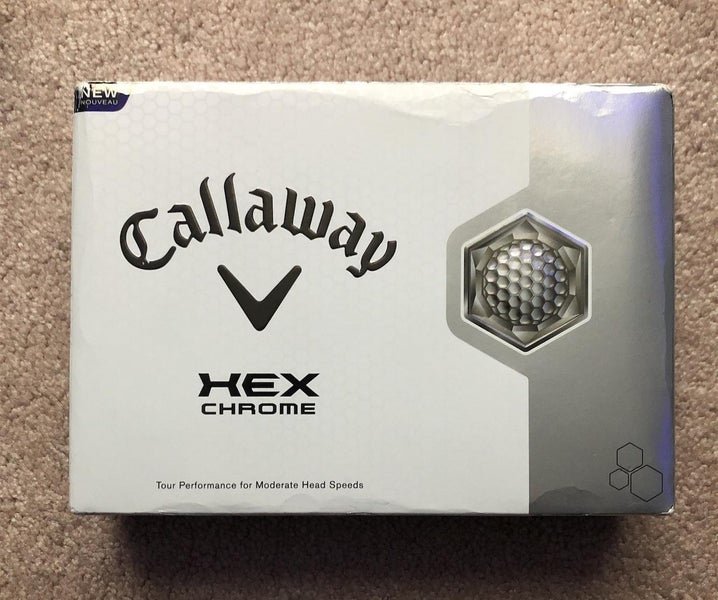 NEW
NOUVEAU
Callaway
HEX
CHROME
Tour Performance for Moderate Head Speeds